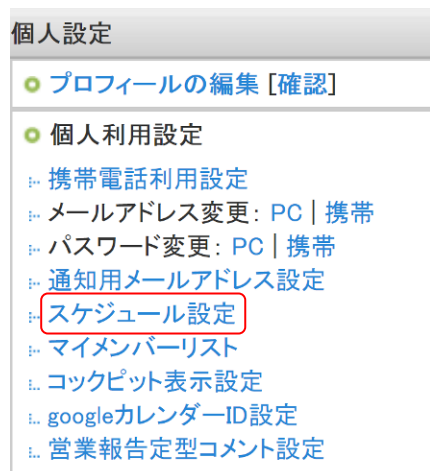 個人設定
プロフィールの編集 [確認]
個人利用設定
携帯電話利用設定
メールアドレス変更: PC | 携帯
パスワード変更: PC | 携帯
通知用メールアドレス設定
スケジュール設定
マイメンバーリスト
コックピット表示設定
googleカレンダーID設定
営業報告定型コメント設定